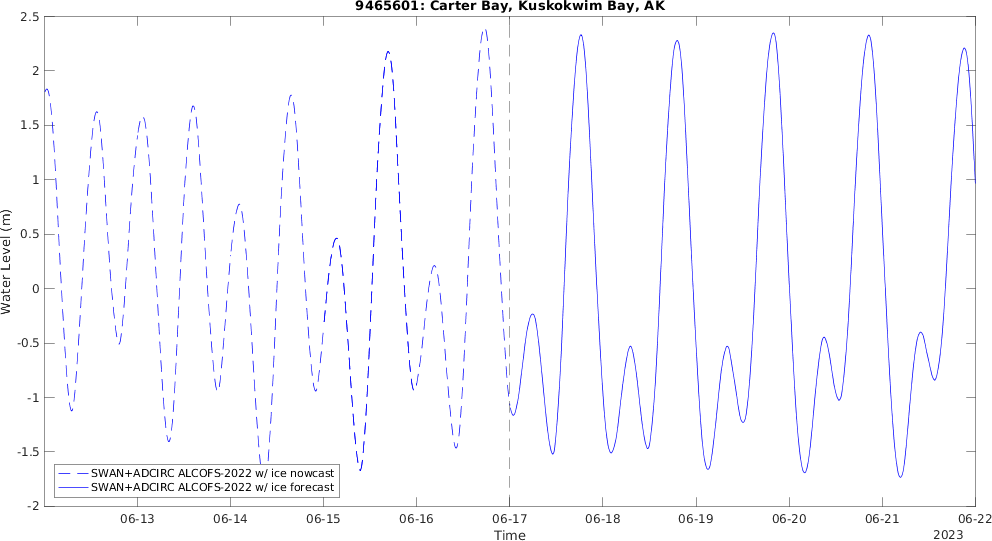 9465601: Carter Bay, Kuskokwim Bay, AK
2.5
2
1.5
1
0.5
0
-0.5
-1
-1.5
-2
Water Level (m)
SWAN+ADCIRC ALCOFS-2022 w/ ice nowcast
SWAN+ADCIRC ALCOFS-2022 w/ ice forecast
06-13 06-14 06-15 06-16 06-17 06-18 06-19 06-20 06-21 06-22
Time
2023